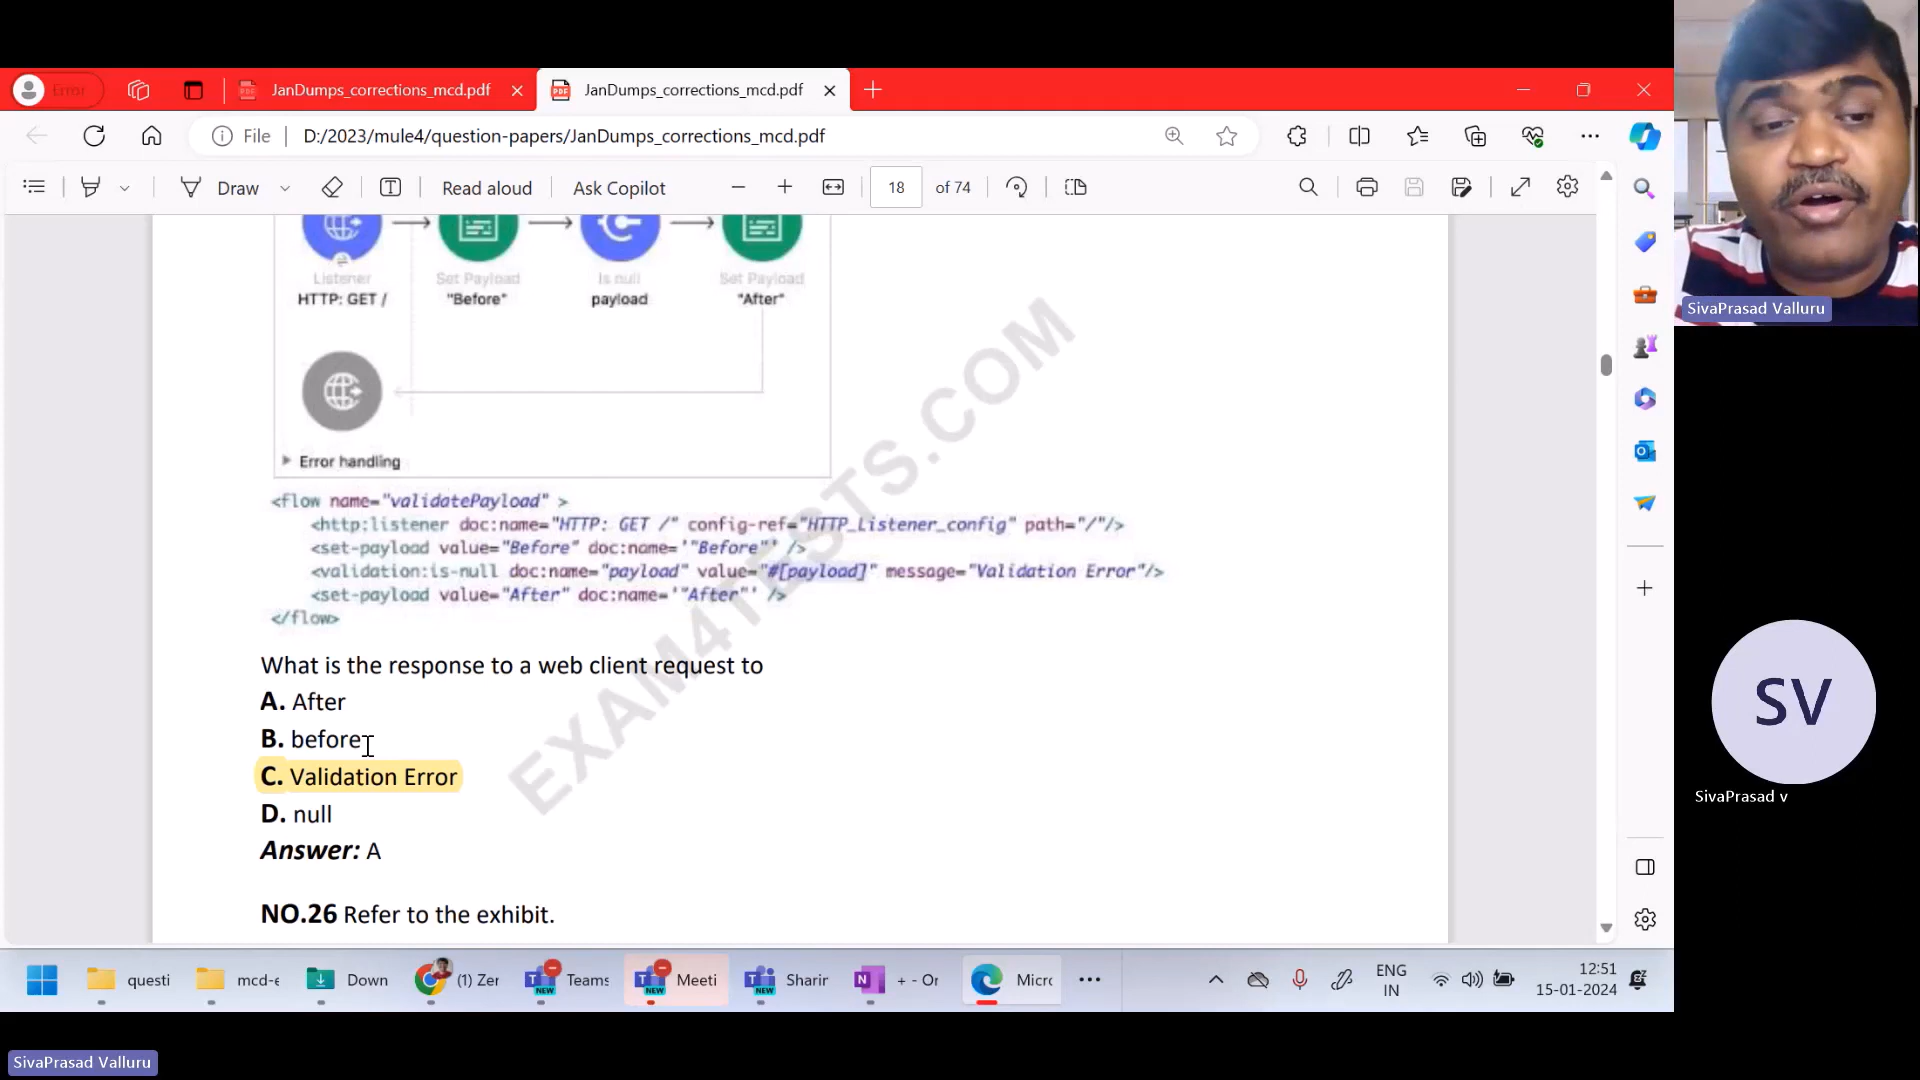 Error
JanDumps_corrections_mcd.pdf
JanDumps_corrections_mcd.pdf
File
D:/2023/mule4/question-papers/JanDumps_corrections_mcd.pdf
Draw
Read aloud
Ask Copilot
18
of 74
Listener
HTTP: GET /
Set Payload
"Before"
Is null
payload
Set Payload
"After"
Error handling
<flow name="validatePayload" >
<http:listener doc:name="HTTP: GET /" config-ref="HTTP_Listener_config" path="/"/>
<set-payload value="Before" doc:name='"Before"' />
<validation:is-null doc:name="payload" value="#[payload]" message="Validation Error"/>
<set-payload value="After" doc:name='"After"' />
</flow>
EXAM4TESTS.COM
What is the response to a web client request to
A. After
B. before
C. Validation Error
D. null
Answer: A
NO.26 Refer to the exhibit.
SivaPrasad Valluru
SV
SivaPrasad v
questi
mcd-e
Down
(1) Zer
NEW
Teams
NEW
Meeti
NEW
Sharir
+ - Or
Micro
ENG
IN
12:51
15-01-2024
SivaPrasad Valluru